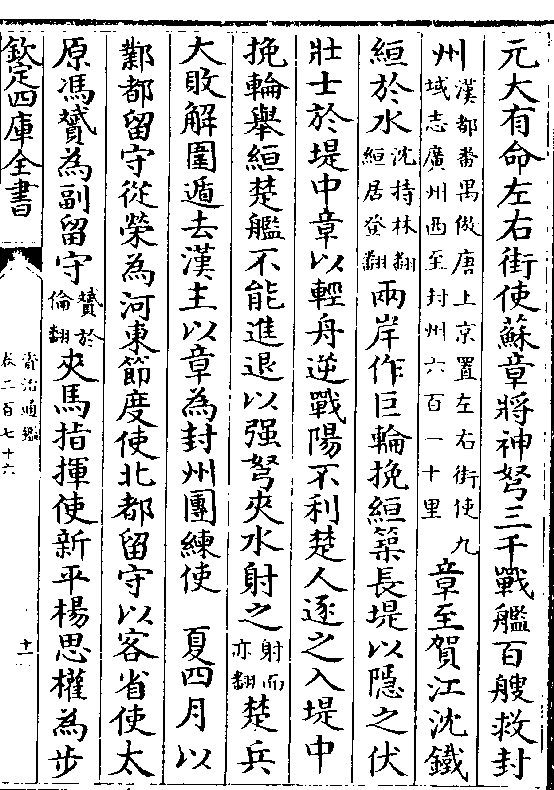 元大有命左右街使蘇章將神弩三千戰艦百艘救封
州漢都番禺倣唐上京置左右街使九
域志廣州西至封州六百一十里章至賀江沈鐵
絙於水沈持林翻
絙居登翻兩岸作巨輪挽絙築長堤以隱之伏
壯士於堤中章以輕舟逆戰陽不利楚人逐之入堤中
挽輪舉絙楚艦不能進退以强弩夾水射之射而
亦翻楚兵
大敗解圍遁去漢主以章為封州團練使　夏四月以
鄴都留守從榮為河東節度使北都留守以客省使太
原馮贇為副留守贇於
倫翻夾馬指揮使新平楊思權為步
欽定四庫全書
資治通鑑
卷二百七十六
十一